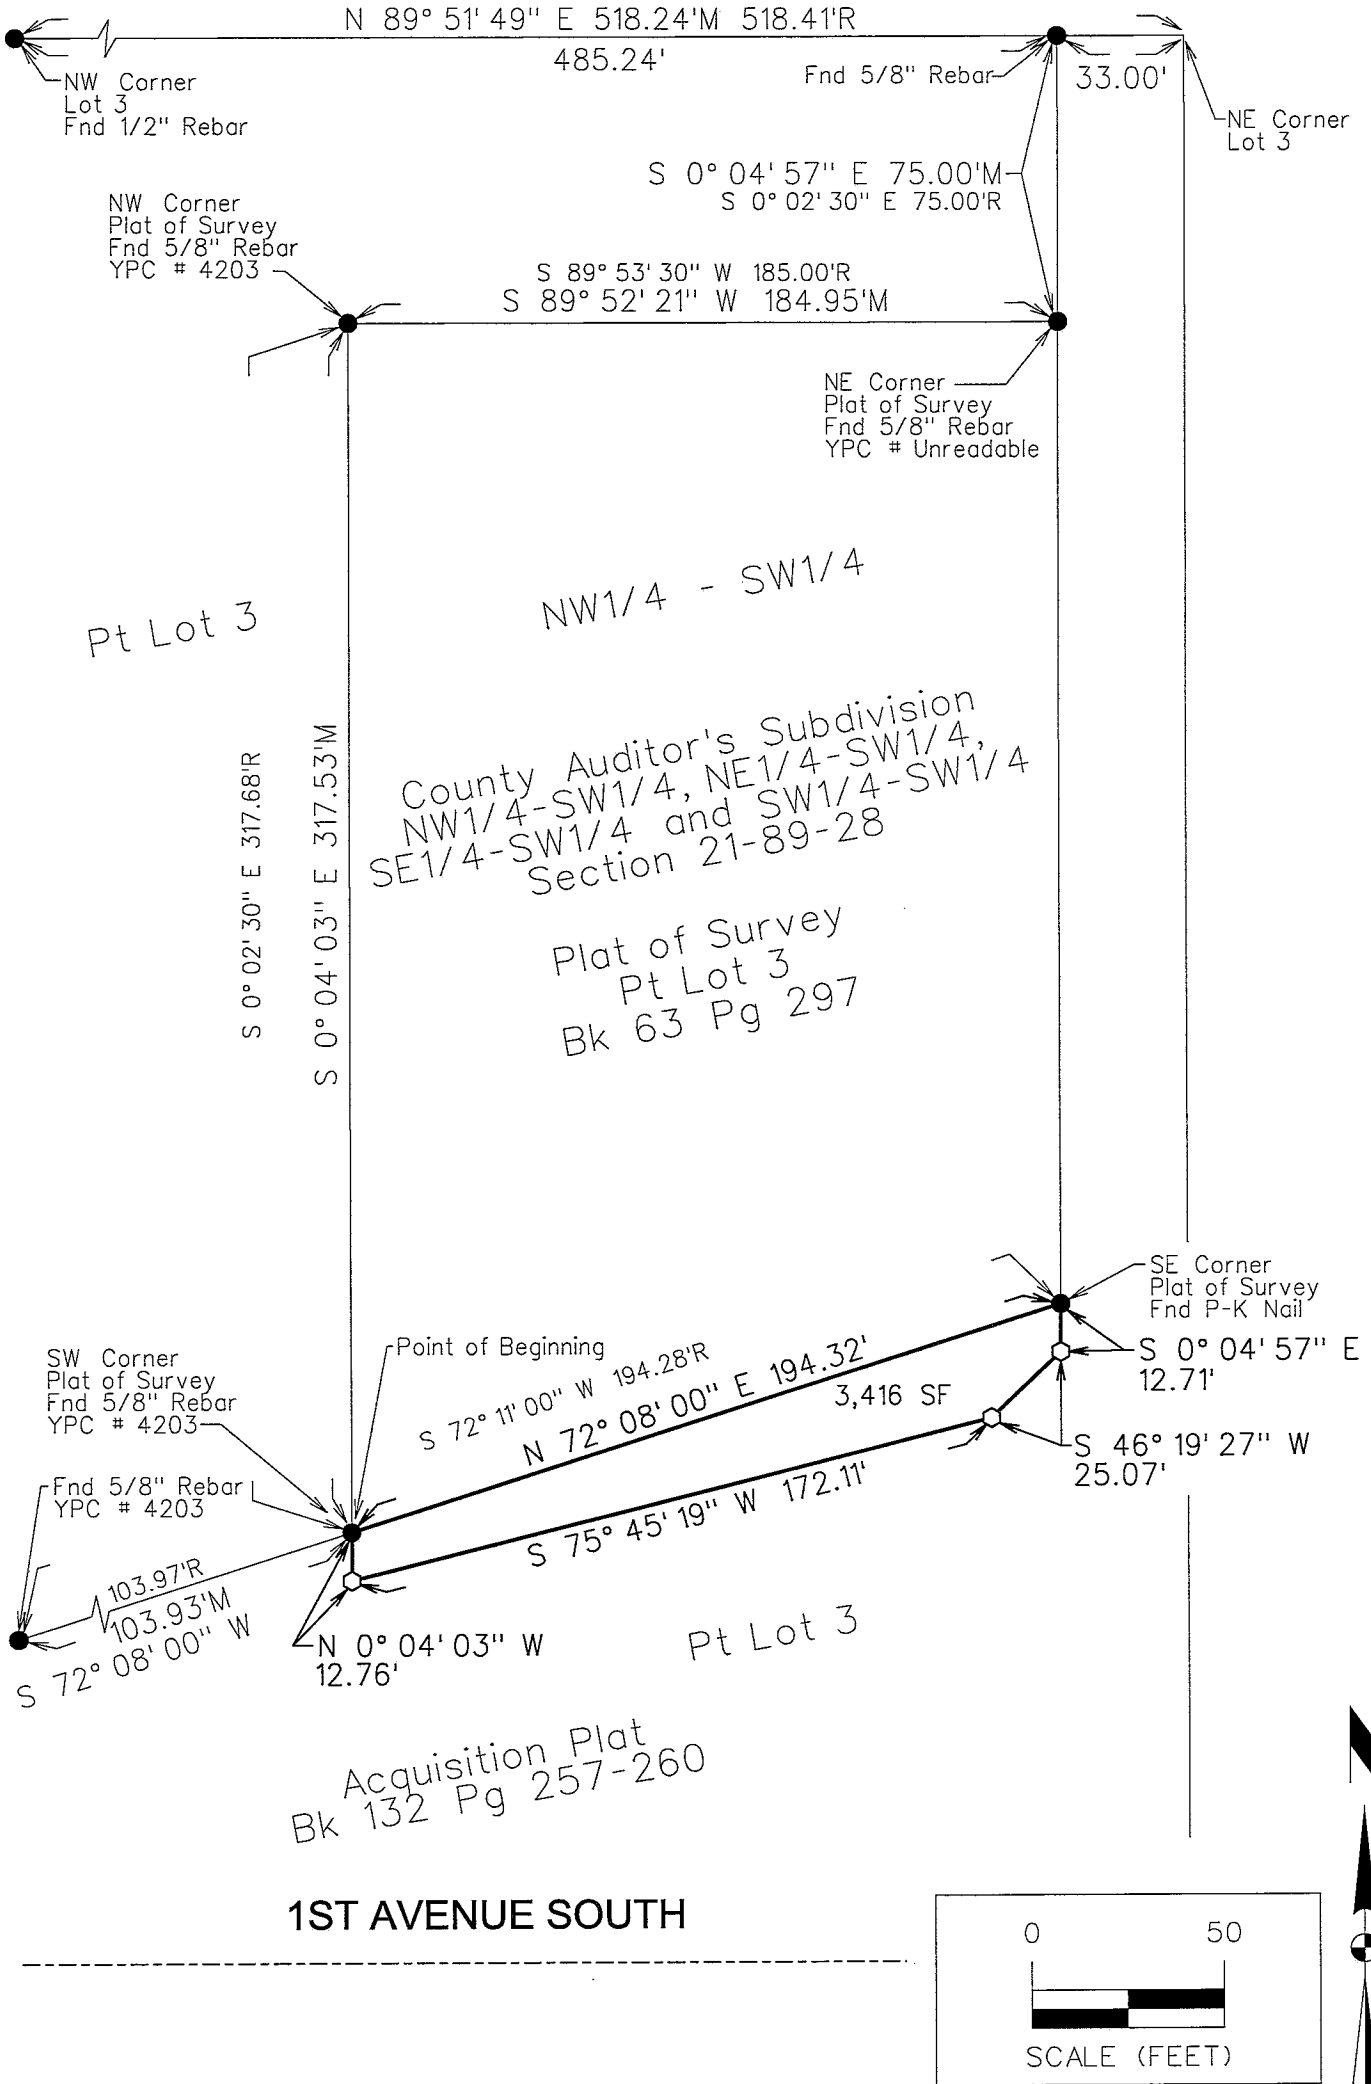 N 89° 51' 49" E 518.24'M 518.41'R
485.24'
Fnd 5/8" Rebar
33.00'
NW Corner
Lot 3
Fnd 1/2" Rebar
NE Corner
Lot 3
S 0° 04' 57" E 75.00'M
S 0° 02' 30" E 75.00'R
NW Corner
Plat of Survey
Fnd 5/8" Rebar
YPC # 4203
S 89° 53' 30" W 185.00'R
S 89° 52' 21" W 184.95'M
NE Corner
Plat of Survey
Fnd 5/8" Rebar
YPC # Unreadable
NW1/4 - SW1/4
Pt Lot 3
S 0° 02' 30" E 317.68'R
S 0° 04' 03" E 317.53'M
County Auditor's Subdivision
NW1/4-SW1/4, NE1/4-SW1/4,
SE1/4-SW1/4 and SW1/4-SW1/4
Section 21-89-28
Plat of Survey
Pt Lot 3
Bk 63 Pg 297
SE Corner
Plat of Survey
Fnd P-K Nail
S 0° 04' 57" E
12.71'
Point of Beginning
SW Corner
Plat of Survey
Fnd 5/8" Rebar
YPC # 4203
S 72° 11' 00" W 194.28'R
N 72° 08' 00" E 194.32'
3,416 SF
S 46° 19' 27" W
25.07'
Fnd 5/8" Rebar
YPC # 4203
S 75° 45' 19" W 172.11'
103.97'R
103.93'M
S 72° 08' 00" W
N 0° 04' 03" W
12.76'
Pt Lot 3
Acquisition Plat
Bk 132 Pg 257-260
N
1ST AVENUE SOUTH
0 50
SCALE (FEET)